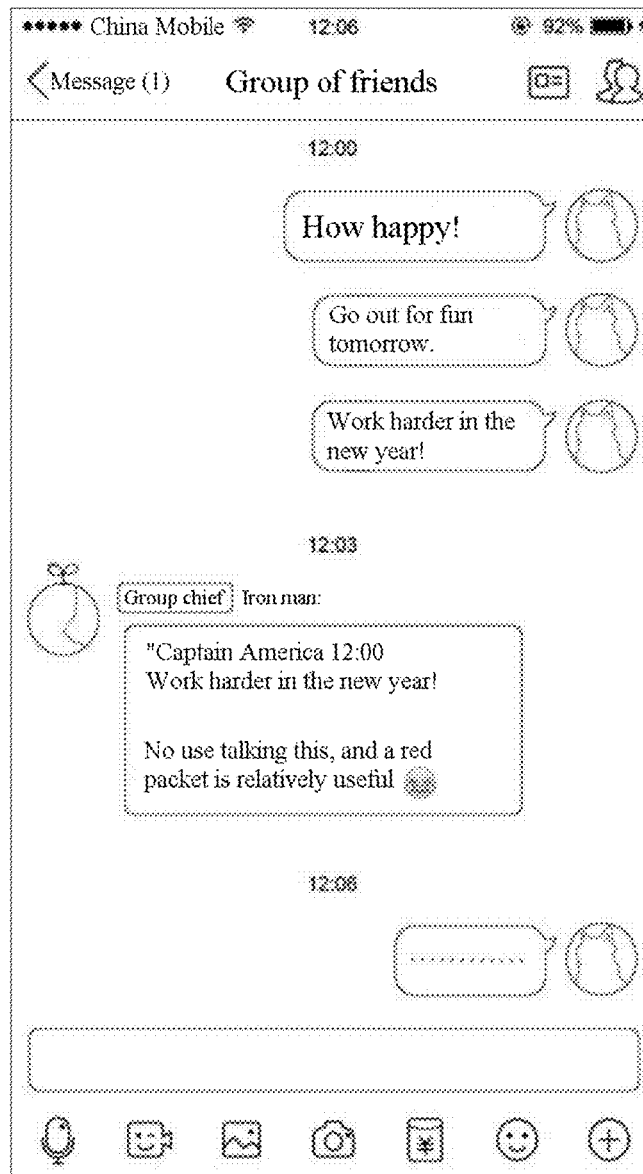 China Mobile 12:06 92%
Message (1) Group of friends
12:00
How happy!
Go out for fun
tomorrow.
Work harder in the
new year!
12:03
Group chief Iron man:
"Captain America 12:00
Work harder in the new year!
No use talking this, and a red
packet is relatively useful
12:06
............
¥